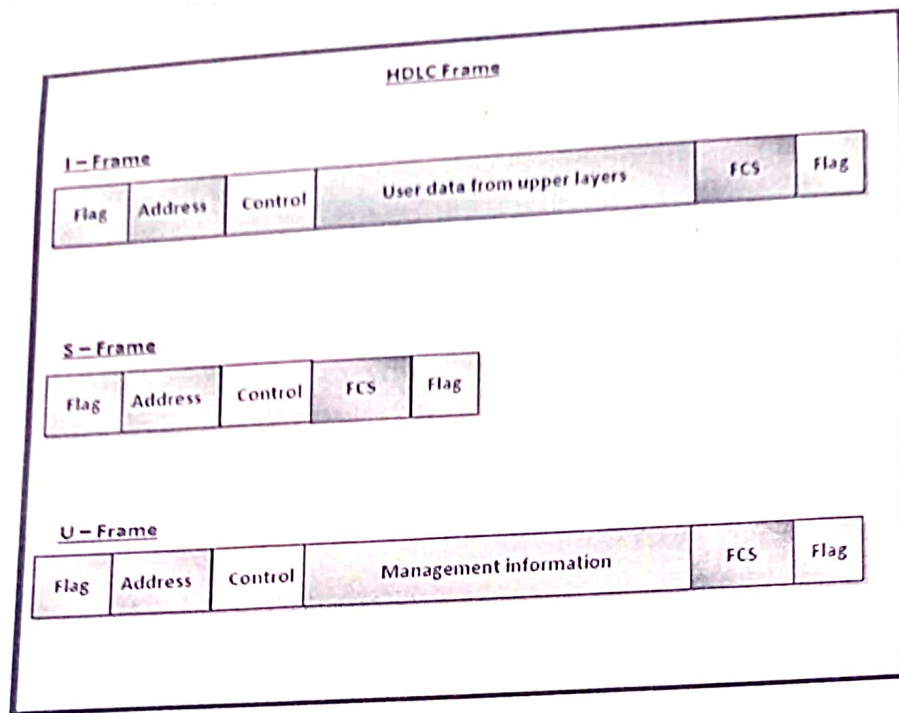 HDLC Frame
I – Frame
Flag Address Control User data from upper layers FCS Flag
S – Frame
Flag Address Control FCS Flag
U – Frame
Flag Address Control Management information FCS Flag